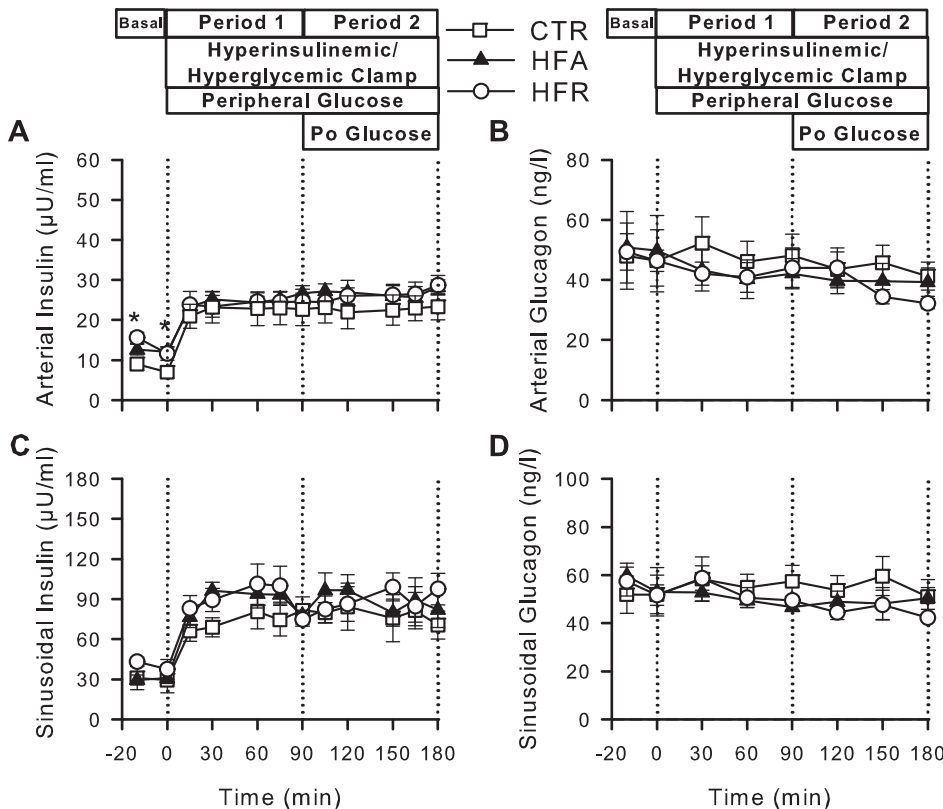 Basal Period 1 Period 2
Hyperinsulinemic/
Hyperglycemic Clamp
Peripheral Glucose
Po Glucose
CTR
HFA
HFR
Basal Period 1 Period 2
Hyperinsulinemic/
Hyperglycemic Clamp
Peripheral Glucose
Po Glucose
A
Arterial Insulin (µU/ml)
60
50
40
30
20
10
0
* *
B
Arterial Glucagon (ng/l)
80
60
40
20
0
C
Sinusoidal Insulin (µU/ml)
180
150
120
90
60
30
0
-20 0 30 60 90 120 150 180
Time (min)
D
Sinusoidal Glucagon (ng/l)
100
80
60
40
20
0
-20 0 30 60 90 120 150 180
Time (min)